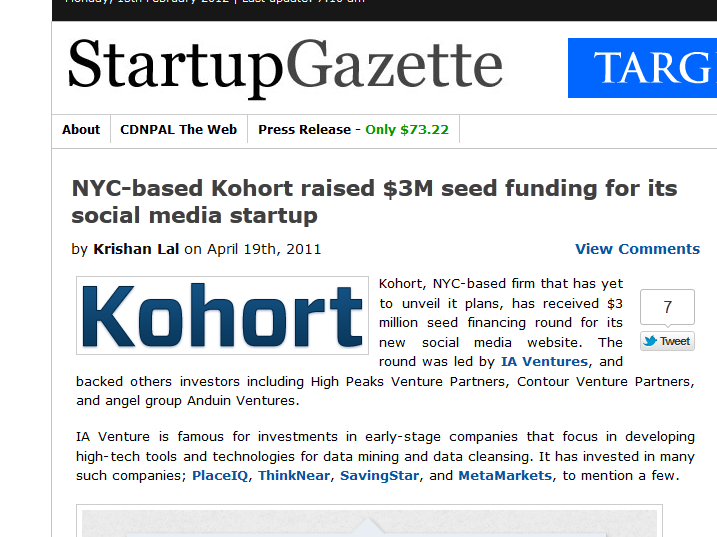 Monday, 13th February 2012 | Last update: 7:10 am
StartupGazette
TARG
About
CDNPAL The Web
Press Release - Only $73.22
NYC-based Kohort raised $3M seed funding for its
social media startup
by Krishan Lal on April 19th, 2011
View Comments
Kohort
Kohort, NYC-based firm that has yet
to unveil it plans, has received $3
million seed financing round for its
new social media website. The
round was led by IA Ventures, and
backed others investors including High Peaks Venture Partners, Contour Venture Partners,
and angel group Anduin Ventures.
7
Tweet
IA Venture is famous for investments in early-stage companies that focus in developing
high-tech tools and technologies for data mining and data cleansing. It has invested in many
such companies; PlaceIQ, ThinkNear, SavingStar, and MetaMarkets, to mention a few.